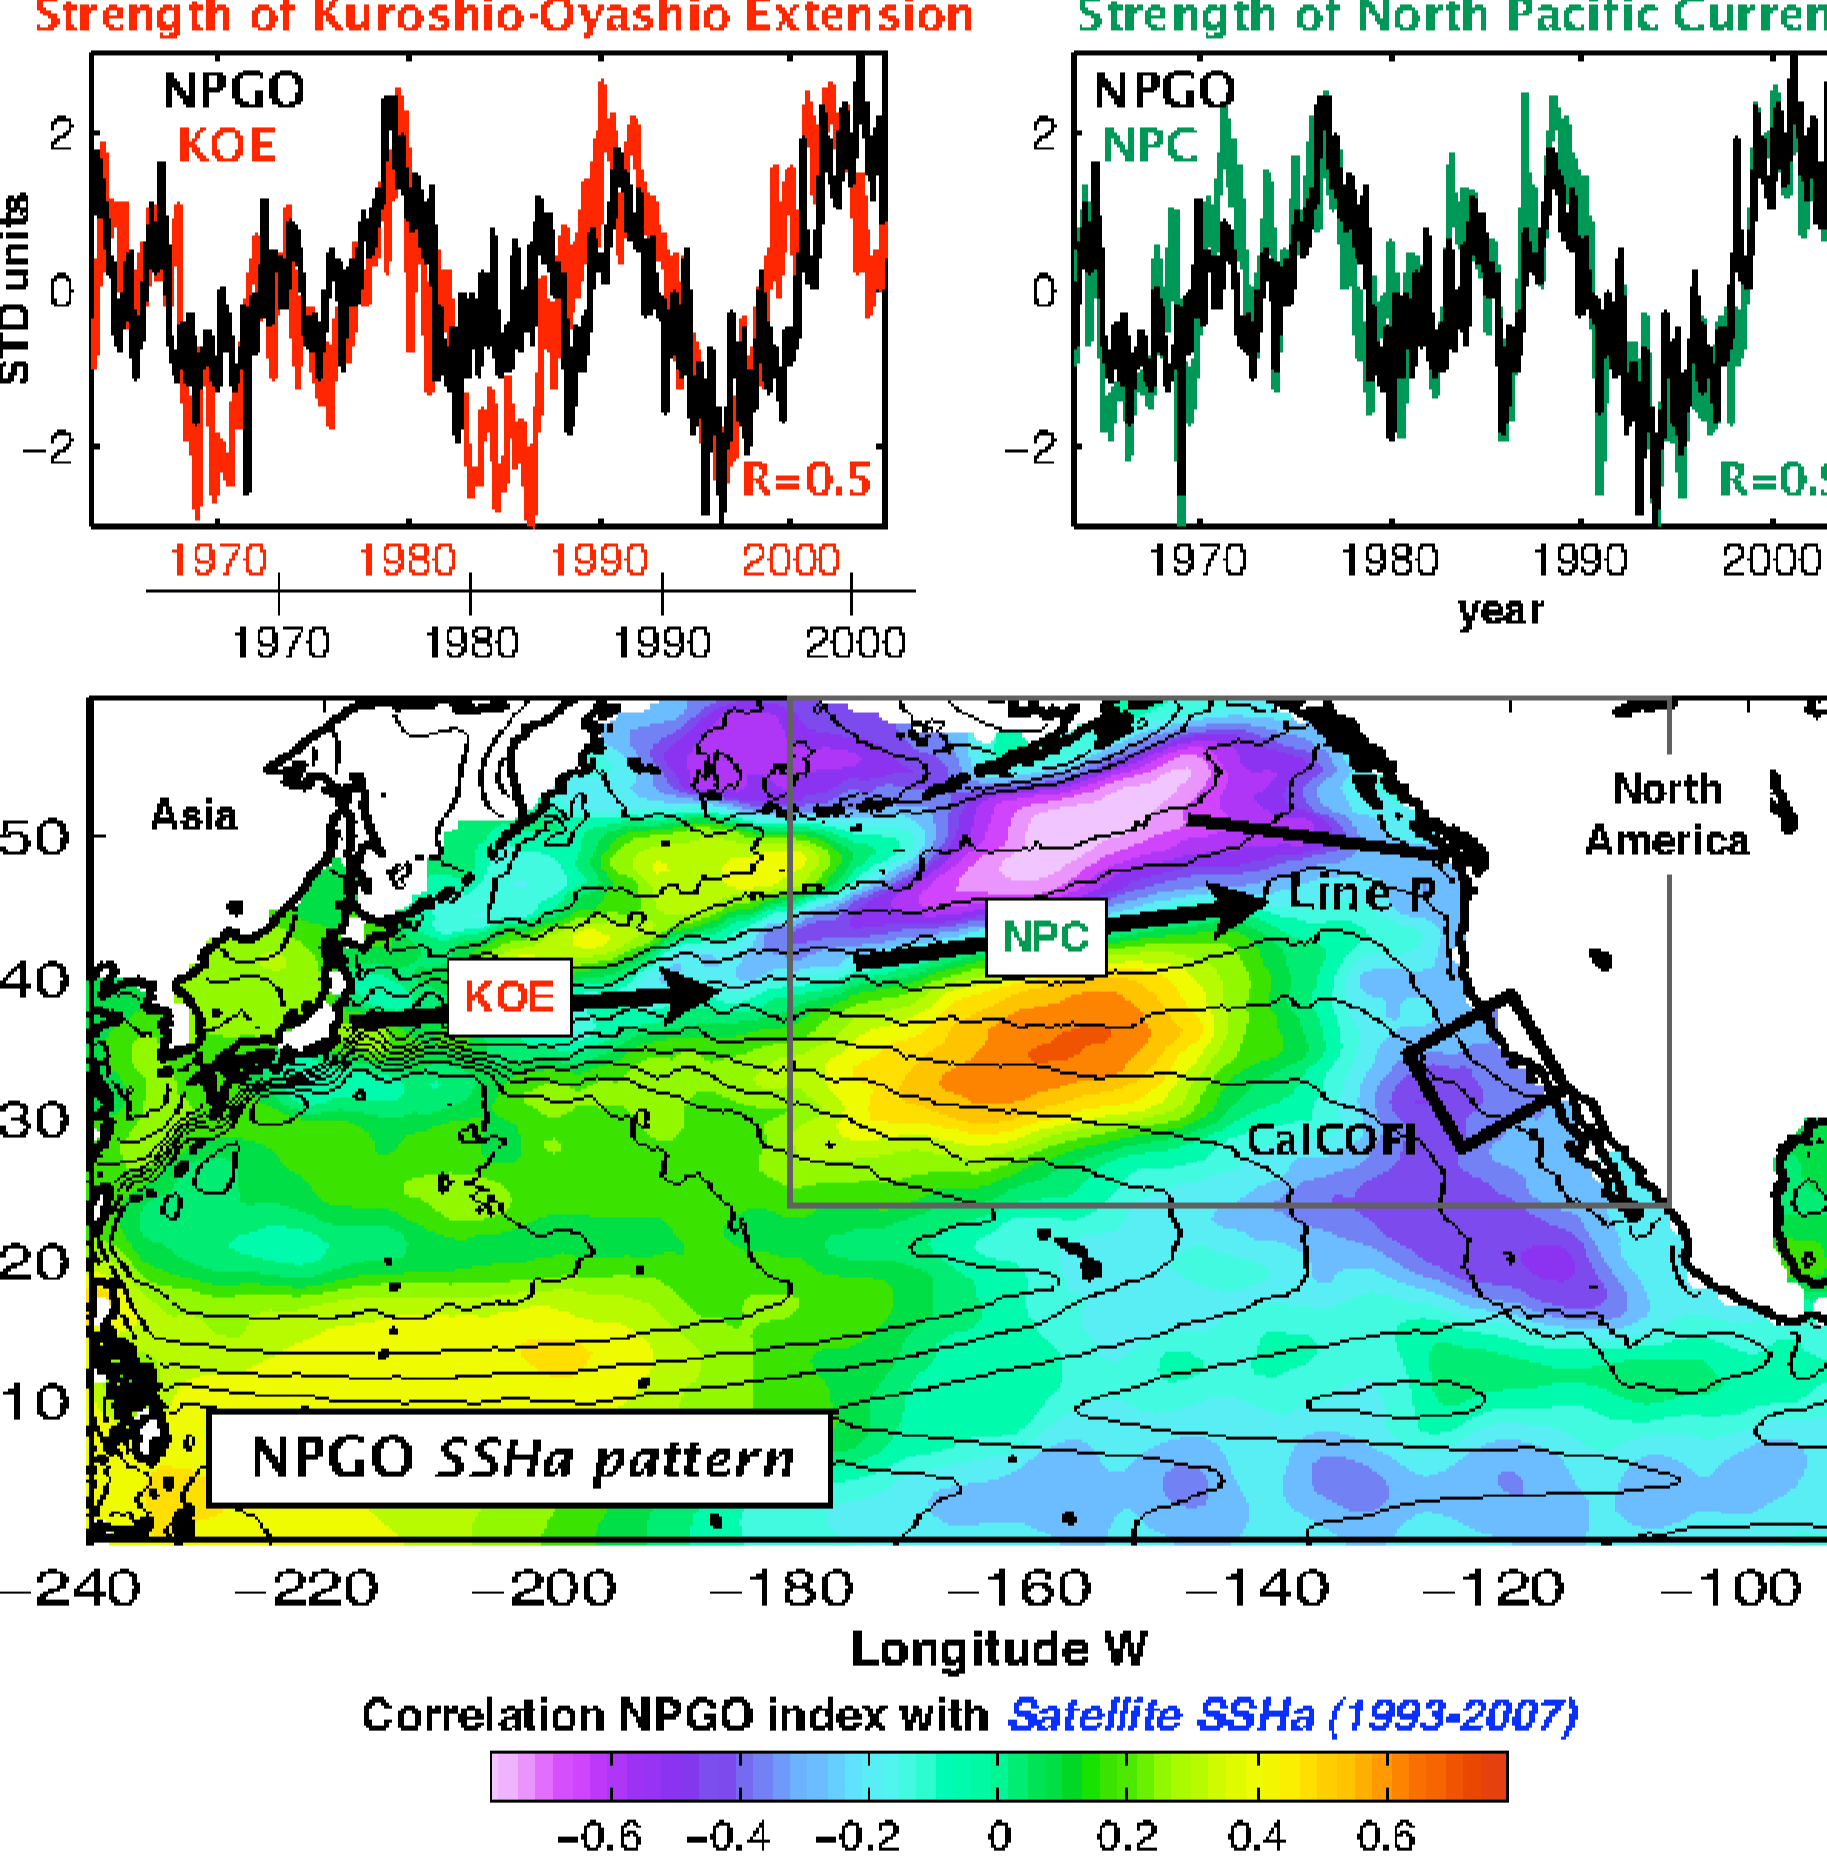 Strength of Kuroshio-Oyashio Extension
Strength of North Pacific Curren
NPGO
KOE
2
0
−2
STD units
R=0.5
1970 1980 1990 2000
1970 1980 1990 2000
NPGO
NPC
2
0
−2
R=0.9
1970 1980 1990 2000
year
Asia
North
America
50
40
30
20
10
Line P
NPC
KOE
CalCOFI
NPGO SSHa pattern
−240 −220 −200 −180 −160 −140 −120 −100
Longitude W
Correlation NPGO index with Satellite SSHa (1993-2007)
−0.6 −0.4 −0.2 0 0.2 0.4 0.6